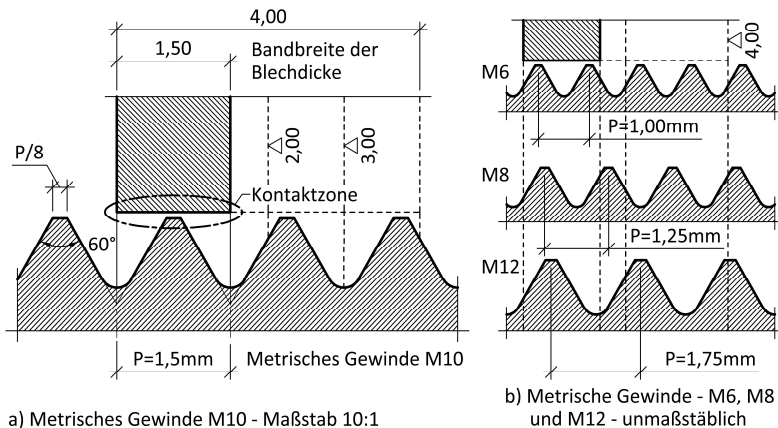 4,00
1,50
Bandbreite der
Blechdicke
P/8
2,00
3,00
Kontaktzone
60°
P=1,5mm
Metrisches Gewinde M10
a) Metrisches Gewinde M10 - Maßstab 10:1
4,00
M6
P=1,00mm
M8
P=1,25mm
M12
P=1,75mm
b) Metrische Gewinde - M6, M8
und M12 - unmaßstäblich